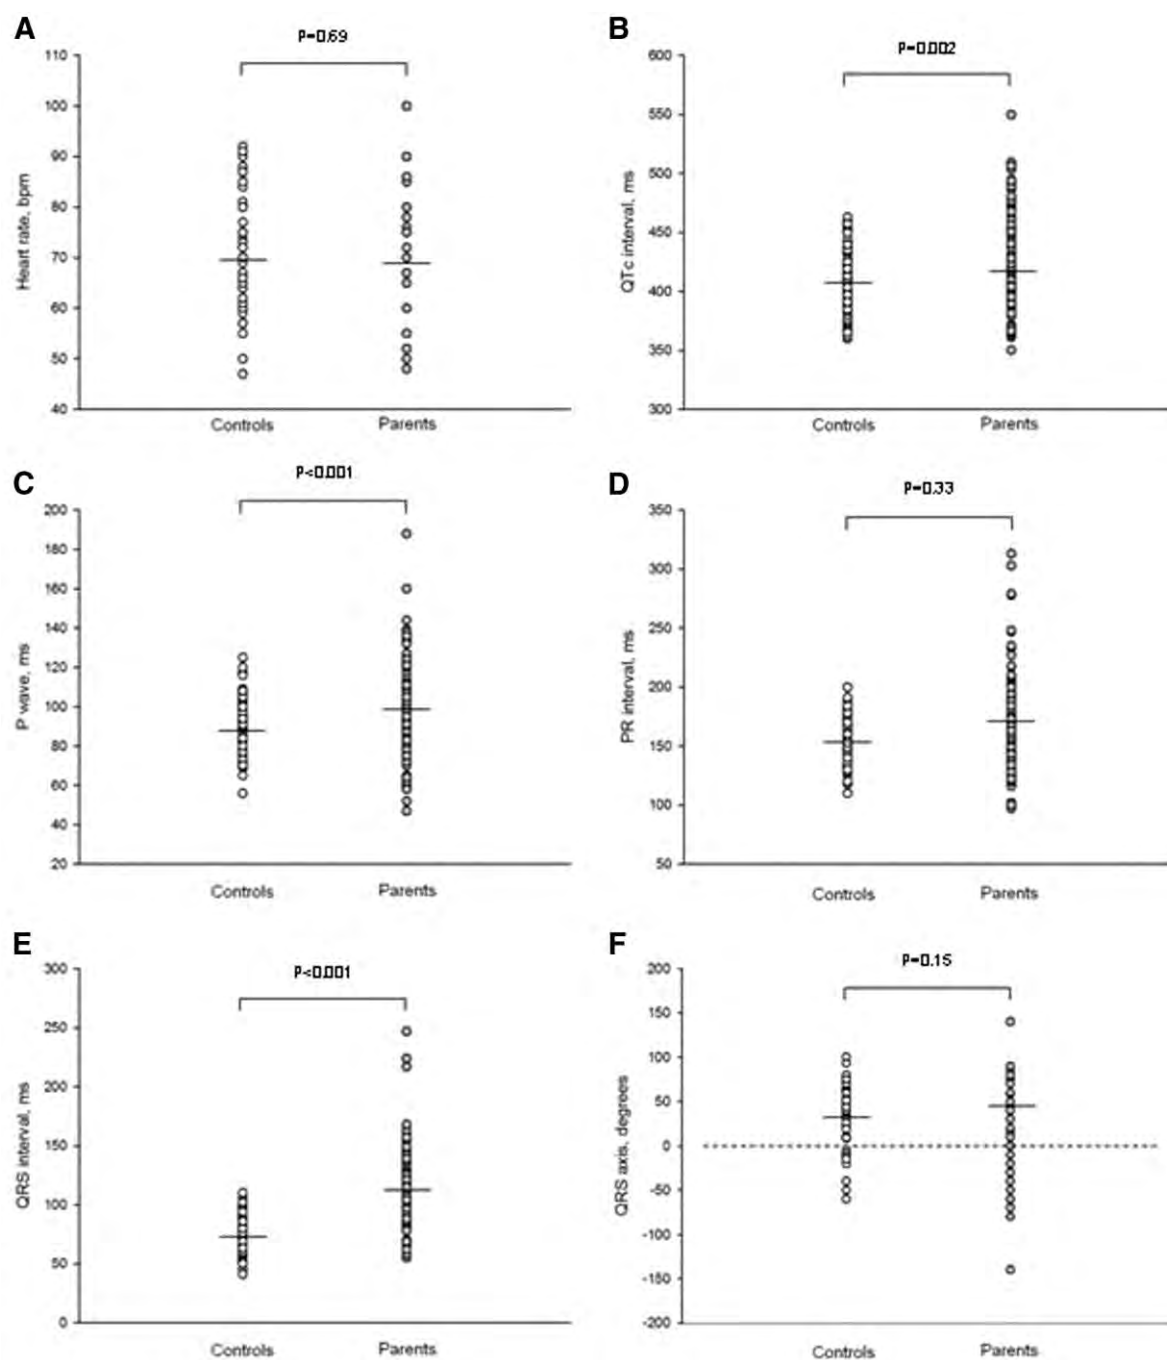 A
P=0.69
Heart rate, bpm
110
100
90
80
70
60
50
40
Controls Parents
B
P=0.002
QTc interval, ms
600
550
500
450
400
350
300
Controls Parents
C
P<0.001
P wave, ms
200
180
160
140
120
100
80
60
40
20
Controls Parents
D
P=0.33
PR interval, ms
350
300
250
200
150
100
50
Controls Parents
E
P<0.001
QRS interval, ms
300
250
200
150
100
50
0
Controls Parents
F
P=0.15
QRS axis, degrees
200
150
100
50
0
-50
-100
-150
-200
Controls Parents